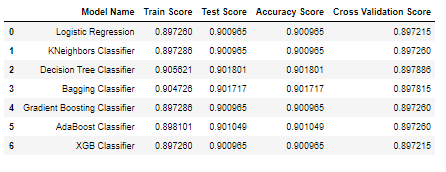 Model Name Train Score Test Score Accuracy Score Cross Validation Score
0 Logistic Regression 0.897260 0.900965 0.900965 0.897215
1 KNeighbors Classifier 0.897286 0.900965 0.900965 0.897260
2 Decision Tree Classifier 0.905621 0.901801 0.901801 0.897886
3 Bagging Classifier 0.904726 0.901717 0.901717 0.897815
4 Gradient Boosting Classifier 0.897286 0.900965 0.900965 0.897260
5 AdaBoost Classifier 0.898101 0.901049 0.901049 0.897260
6 XGB Classifier 0.897260 0.900965 0.900965 0.897215